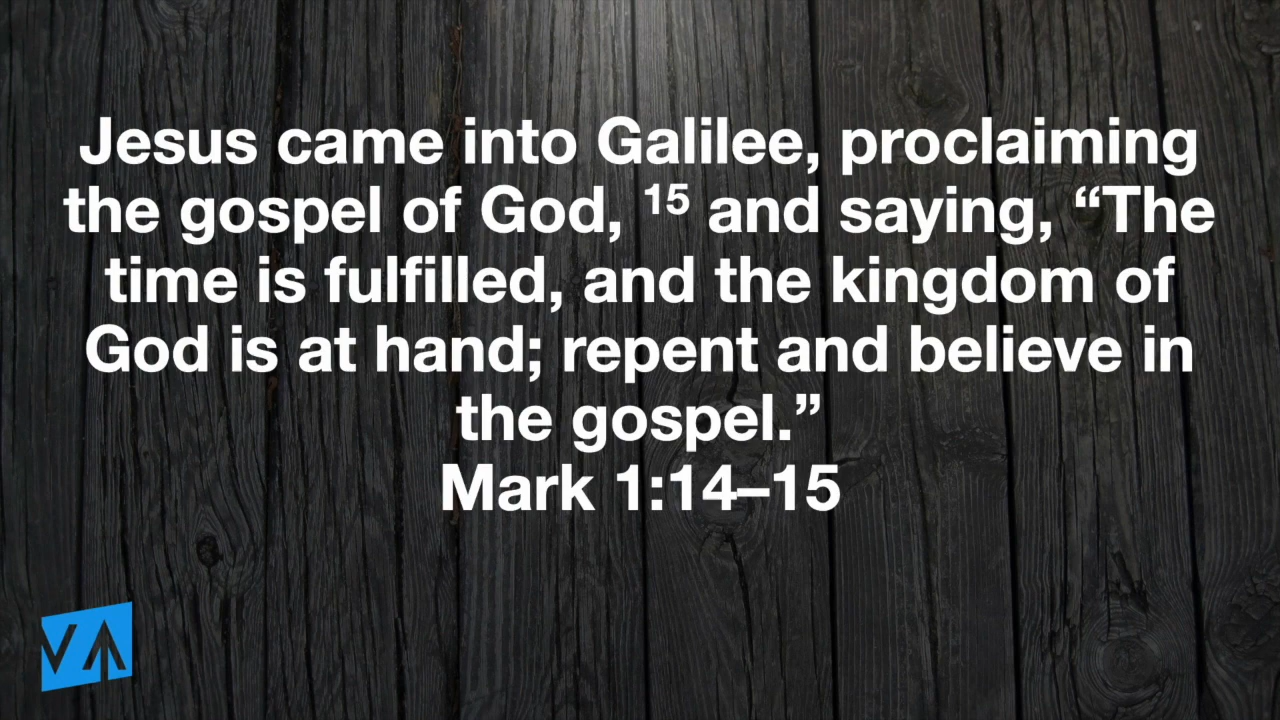 Jesus came into Galilee, proclaiming
the gospel of God, ¹⁵ and saying, “The
time is fulfilled, and the kingdom of
God is at hand; repent and believe in
the gospel.”
Mark 1:14–15